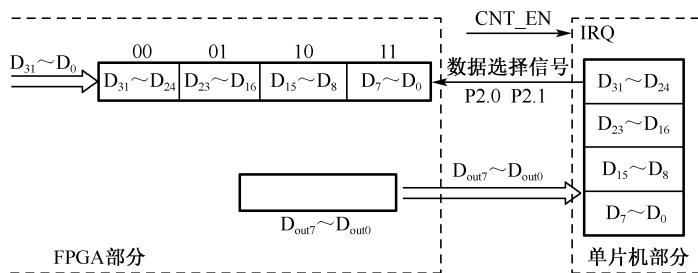 CNT_EN
IRQ
00 01 10 11
D31~D0
D31~D24 D23~D16 D15~D8 D7~D0
数据选择信号
P2.0 P2.1
D31~D24
D23~D16
D15~D8
D7~D0
Dout7~Dout0
Dout7~Dout0
FPGA部分
单片机部分